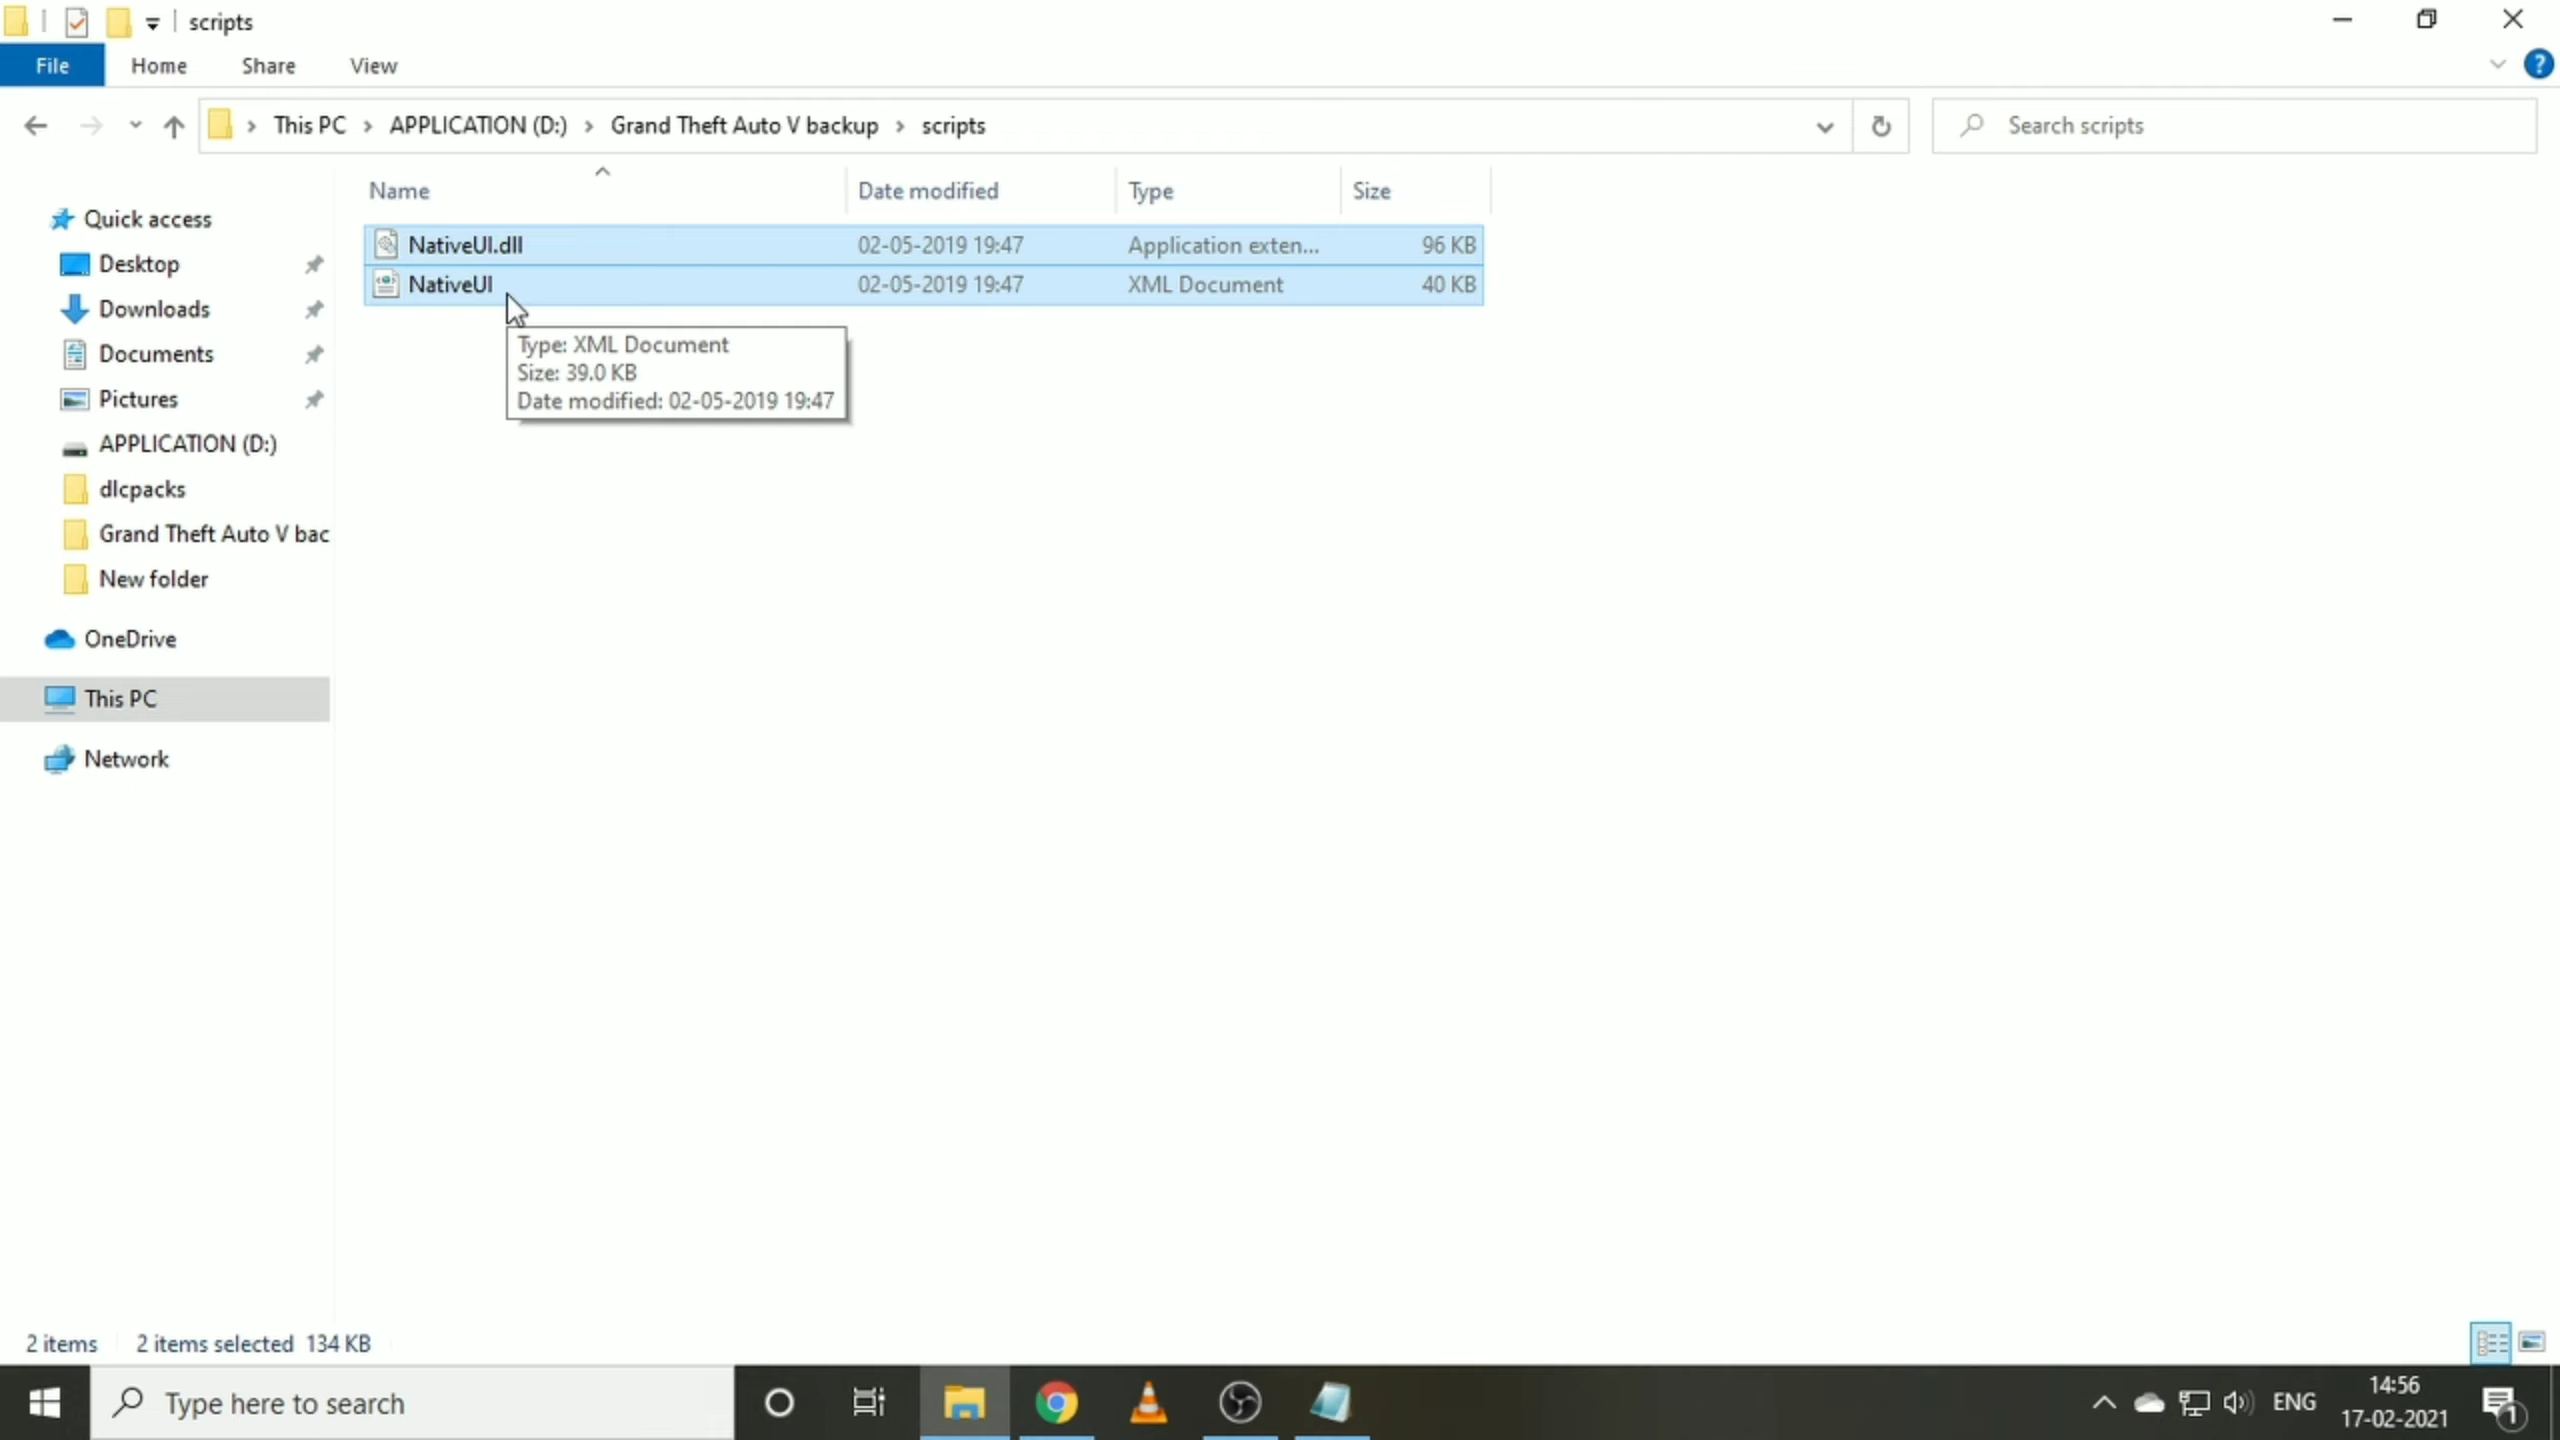 scripts
File Home Share View
This PC > APPLICATION (D:) > Grand Theft Auto V backup > scripts
Search scripts
Name Date modified Type Size
NativeUI.dll 02-05-2019 19:47 Application exten... 96 KB
NativeUI 02-05-2019 19:47 XML Document 40 KB
Type: XML Document
Size: 39.0 KB
Date modified: 02-05-2019 19:47
Quick access
Desktop
Downloads
Documents
Pictures
APPLICATION (D:)
dlcpacks
Grand Theft Auto V bac
New folder
OneDrive
This PC
Network
2 items 2 items selected 134 KB
Type here to search
ENG
14:56
17-02-2021
1